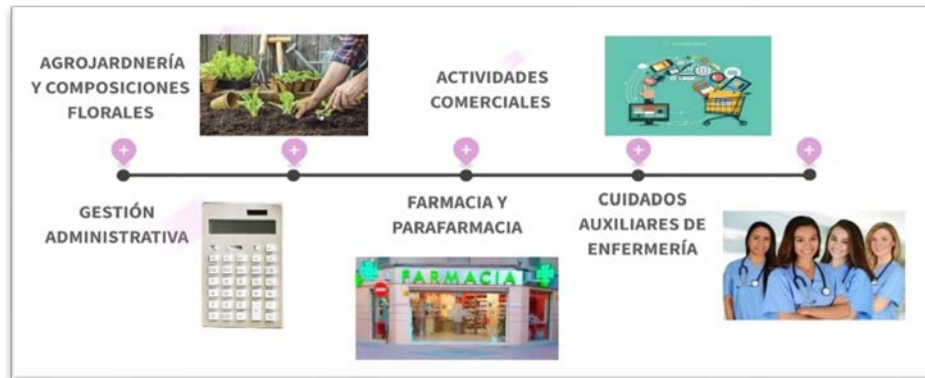 AGROJARDNERÍA
Y COMPOSICIONES
FLORALES
ACTIVIDADES
COMERCIALES
GESTIÓN
ADMINISTRATIVA
FARMACIA Y
PARAFARMACIA
CUIDADOS
AUXILIARES DE
ENFERMERÍA
FARMACIA